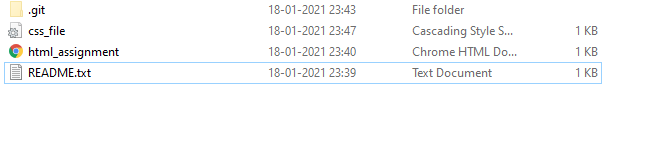 .git 18-01-2021 23:43 File folder
css_file 18-01-2021 23:47 Cascading Style S... 1 KB
html_assignment 18-01-2021 23:40 Chrome HTML Do... 1 KB
README.txt 18-01-2021 23:39 Text Document 1 KB